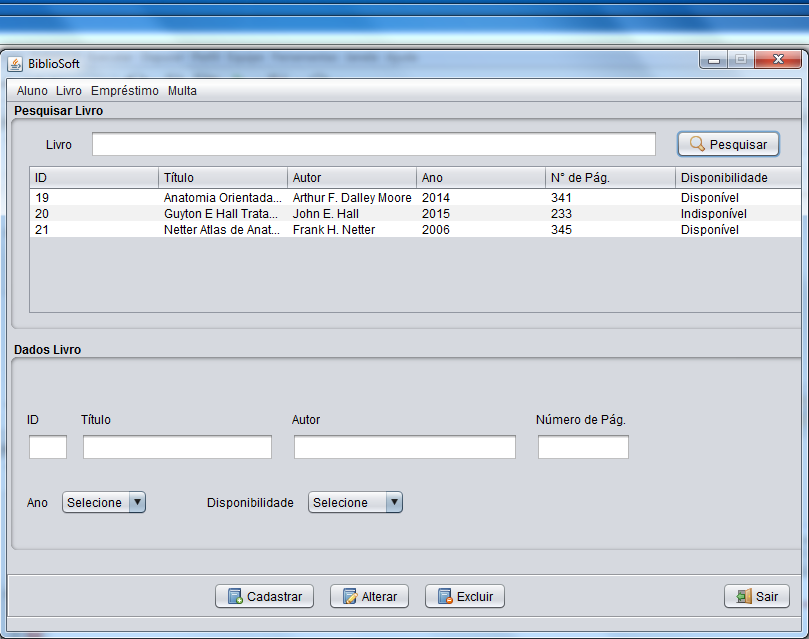 BiblioSoft
Aluno Livro Empréstimo Multa
Pesquisar Livro
Livro Pesquisar
ID Título Autor Ano N° de Pág. Disponibilidade
19 Anatomia Orientada... Arthur F. Dalley Moore 2014 341 Disponível
20 Guyton E Hall Trata... John E. Hall 2015 233 Indisponível
21 Netter Atlas de Anat... Frank H. Netter 2006 345 Disponível
Dados Livro
ID Título Autor Número de Pág.
Ano Selecione Disponibilidade Selecione
Cadastrar Alterar Excluir Sair